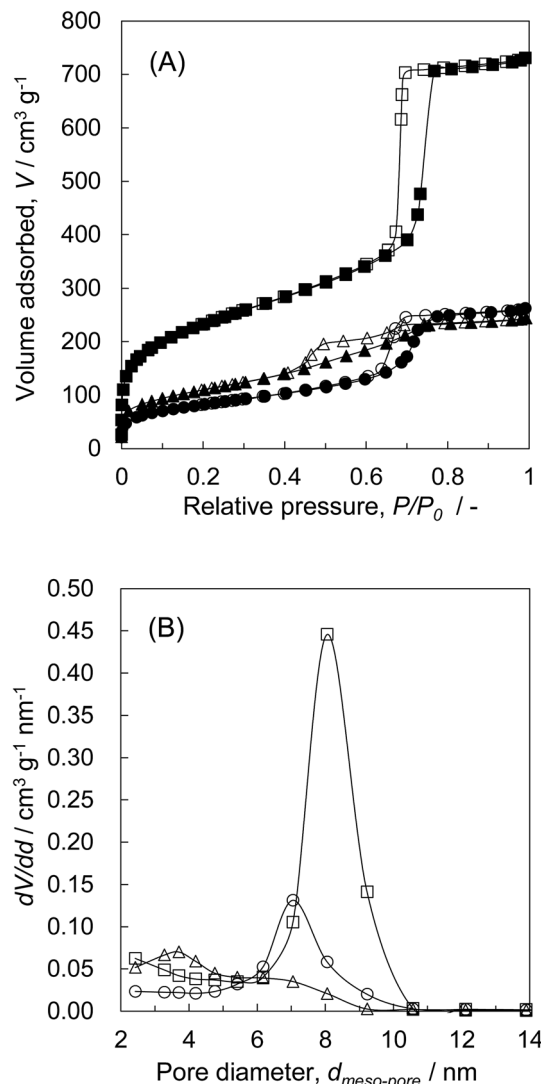 (A)
Volume adsorbed, V / cm³ g⁻¹
800
700
600
500
400
300
200
100
0
0 0.2 0.4 0.6 0.8 1
Relative pressure, P/P₀ / -
(B)
dV/dd / cm³ g⁻¹ nm⁻¹
0.50
0.45
0.40
0.35
0.30
0.25
0.20
0.15
0.10
0.05
0.00
2 4 6 8 10 12 14
Pore diameter, d_meso-pore / nm